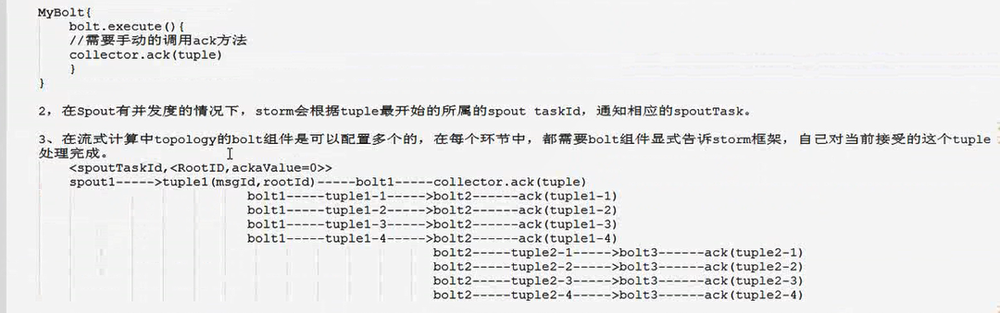 MyBolt{
bolt.execute(){
//需要手动的调用ack方法
collector.ack(tuple)
}
}
2，在Spout有并发度的情况下，storm会根据tuple最开始的所属的spout taskId，通知相应的spoutTask。
3、在流式计算中topology的bolt组件是可以配置多个的，在每个环节中，都需要bolt组件显式告诉storm框架，自己对当前接受的这个tuple
处理完成。
<spoutTaskId,<RootID,ackaValue=0>>
spout1----->tuple1(msgId,rootId)-----bolt1-----collector.ack(tuple)
bolt1-----tuple1-1----->bolt2------ack(tuple1-1)
bolt1-----tuple1-2----->bolt2------ack(tuple1-2)
bolt1-----tuple1-3----->bolt2------ack(tuple1-3)
bolt1-----tuple1-4----->bolt2------ack(tuple1-4)
bolt2-----tuple2-1----->bolt3------ack(tuple2-1)
bolt2-----tuple2-2----->bolt3------ack(tuple2-2)
bolt2-----tuple2-3----->bolt3------ack(tuple2-3)
bolt2-----tuple2-4----->bolt3------ack(tuple2-4)